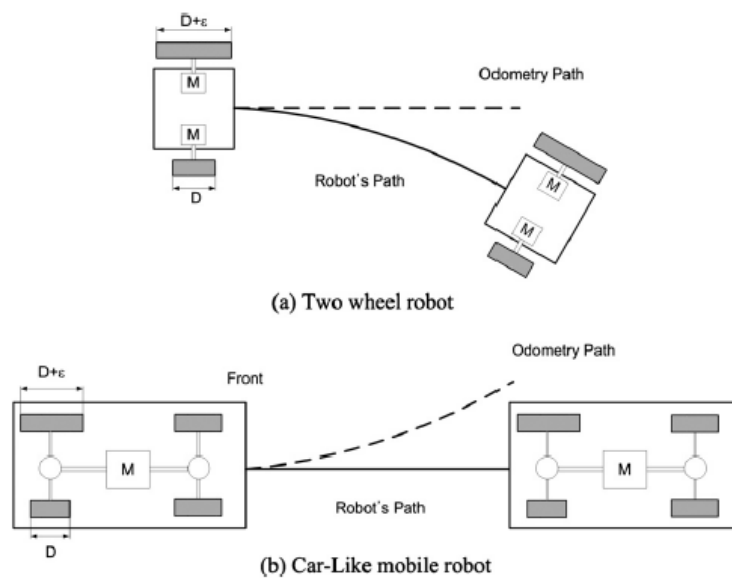 D+ε
M
Odometry Path
M
Robot's Path
D
M
M
(a) Two wheel robot
Odometry Path
D+ε
Front
M
M
Robot's Path
D
(b) Car-Like mobile robot